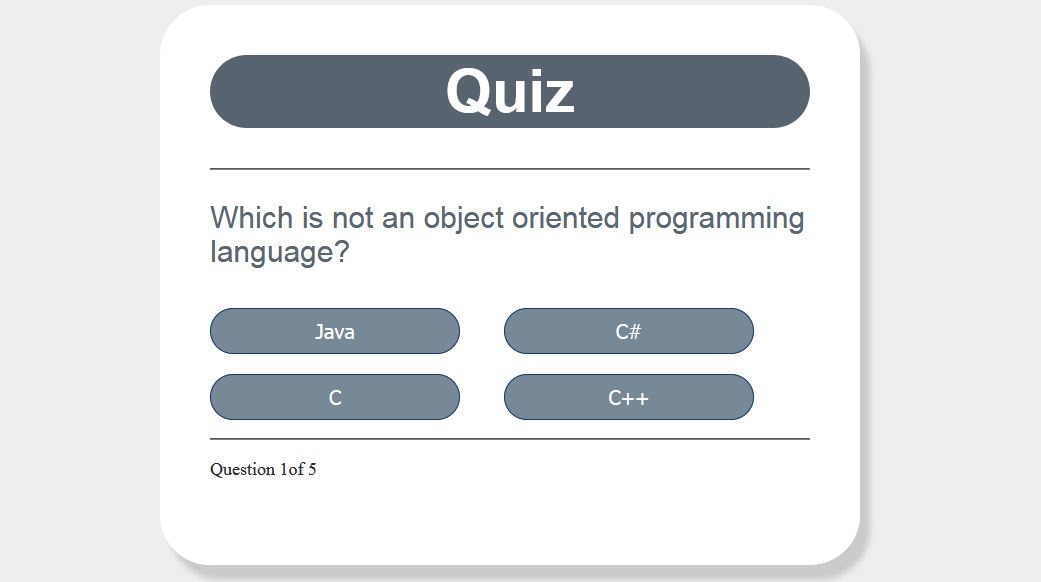 Quiz
Which is not an object oriented programming
language?
Java
C#
C
C++
Question 1of 5